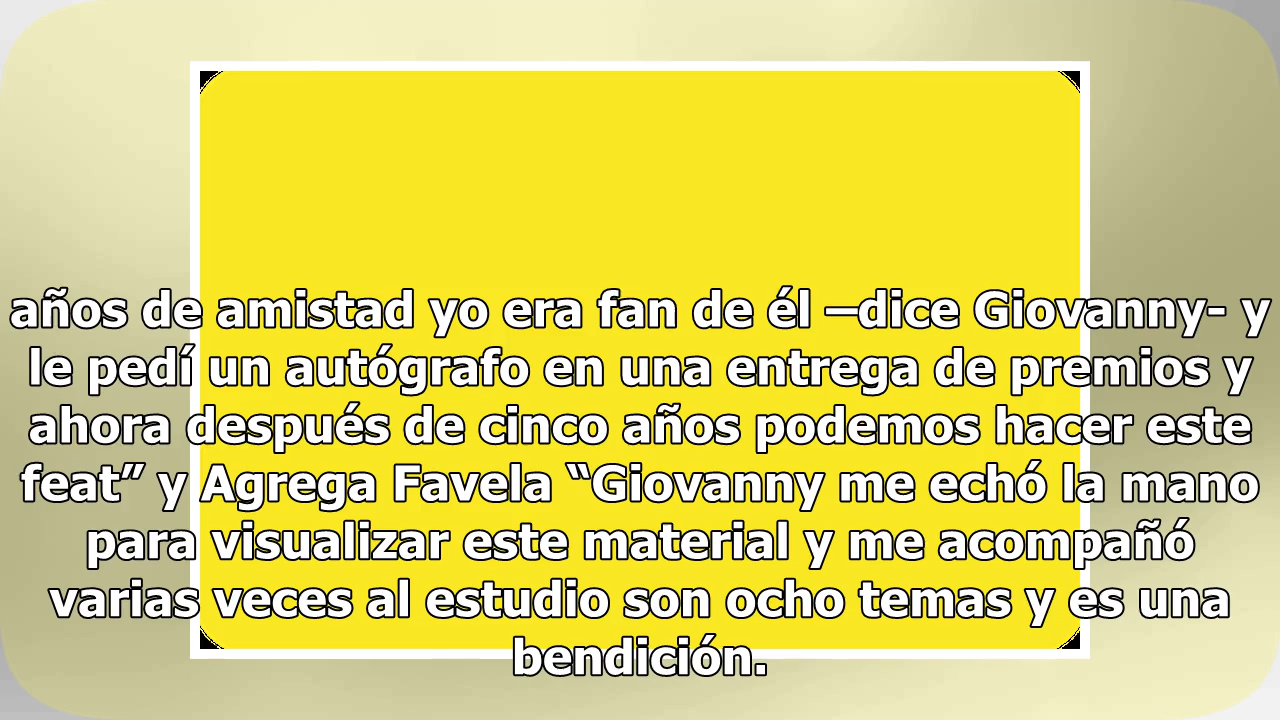 años de amistad yo era fan de él –dice Giovanny- y
le pedí un autógrafo en una entrega de premios y
ahora después de cinco años podemos hacer este
feat” y Agrega Favela “Giovanny me echó la mano
para visualizar este material y me acompañó
varias veces al estudio son ocho temas y es una
bendición.